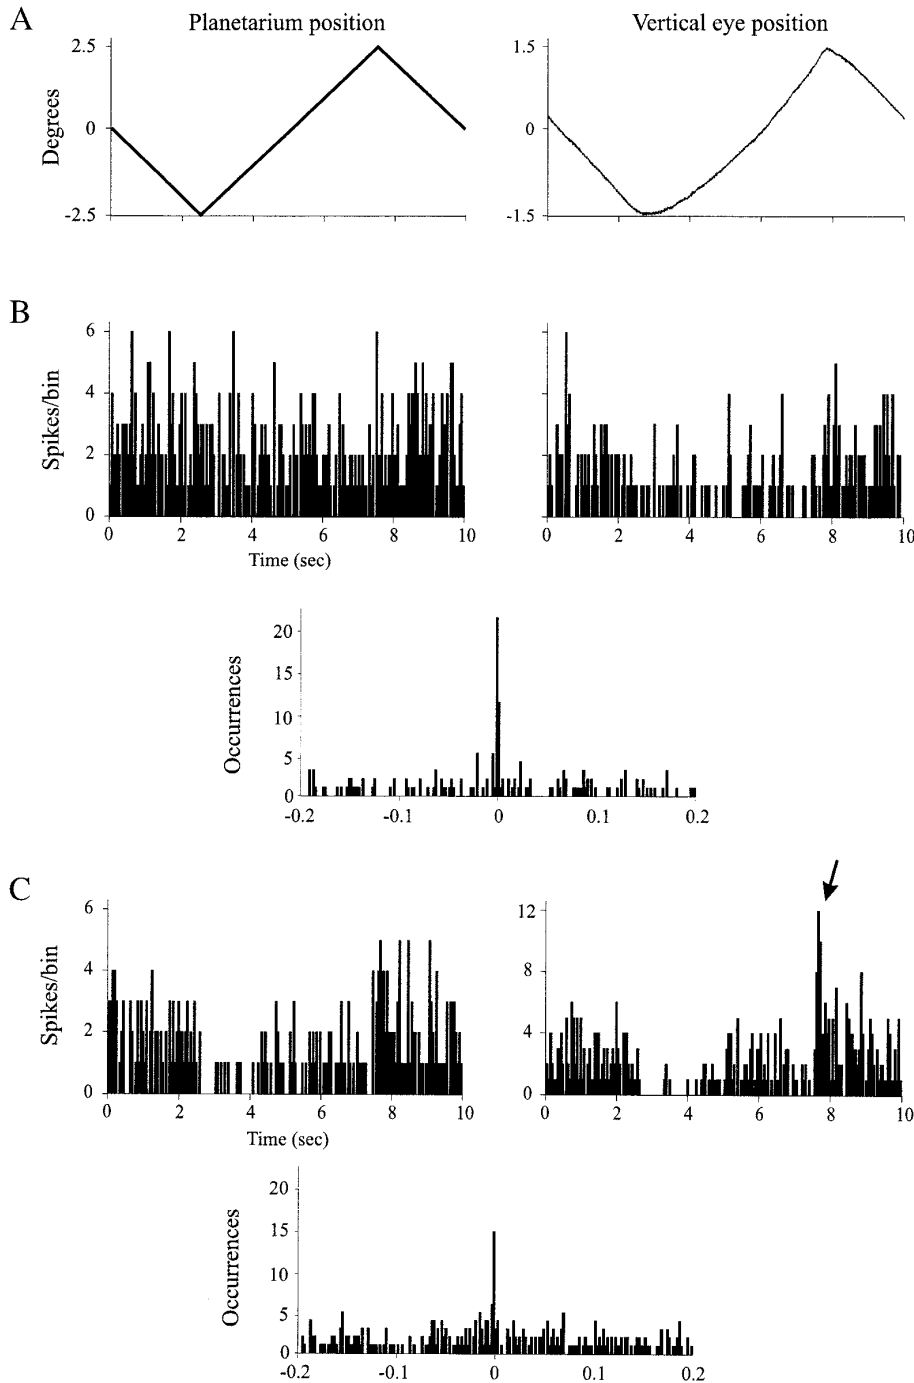 A
Planetarium position
Vertical eye position
Degrees
2.5
0
-2.5
1.5
0
-1.5
B
Spikes/bin
6
4
2
0
0 2 4 6 8 10
Time (sec)
0 2 4 6 8 10
Occurrences
20
15
10
5
0
-0.2 -0.1 0 0.1 0.2
C
Spikes/bin
6
4
2
0
0 2 4 6 8 10
Time (sec)
12
8
4
0
0 2 4 6 8 10
Occurrences
20
15
10
5
0
-0.2 -0.1 0 0.1 0.2